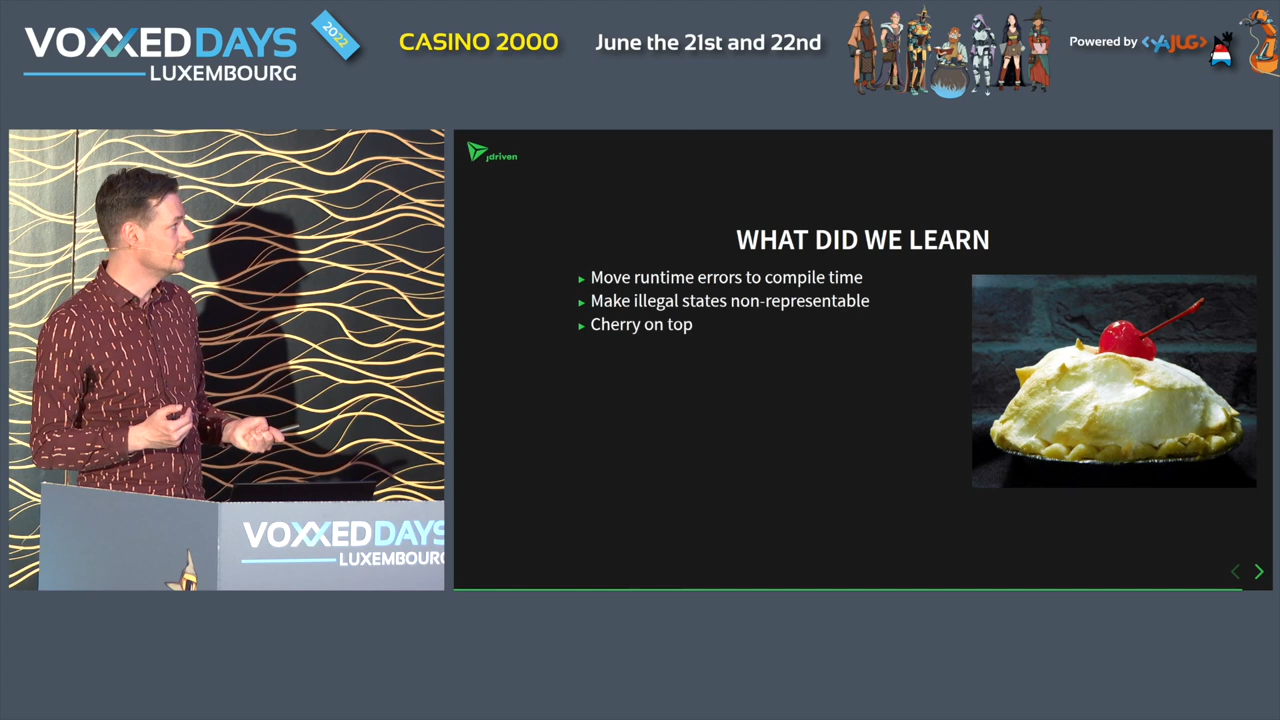 VOXXEDDAYS
LUXEMBOURG
2022
CASINO 2000
June the 21st and 22nd
Powered by <YAJUG>
jdriven
WHAT DID WE LEARN
Move runtime errors to compile time
Make illegal states non-representable
Cherry on top
VOXXEDDAYS
LUXEMBOURG